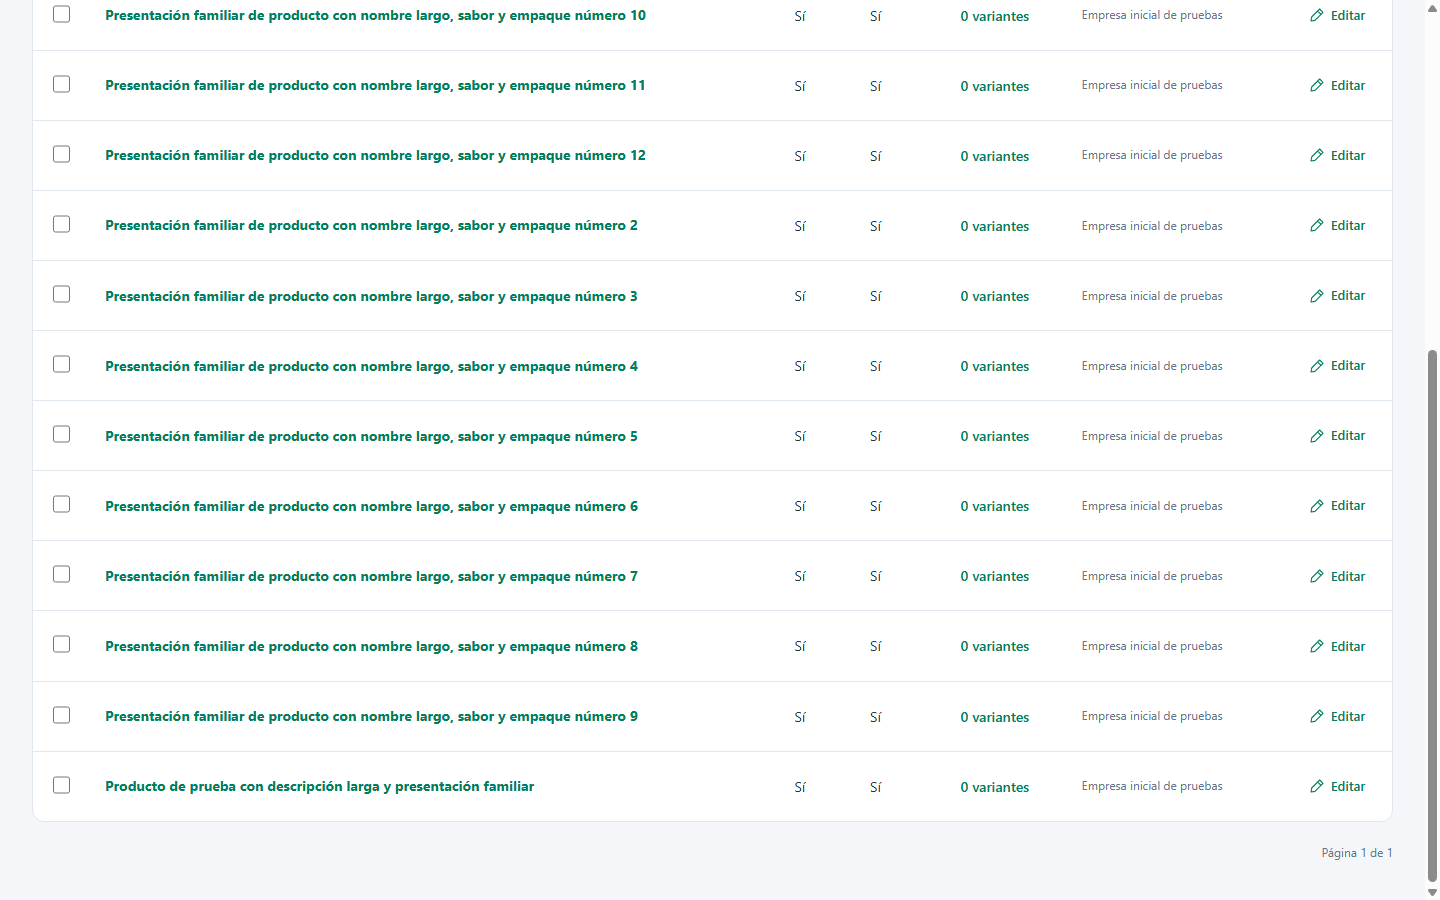 Presentación familiar de producto con nombre largo, sabor y empaque número 10 Sí Sí 0 variantes Empresa inicial de pruebas Editar
Presentación familiar de producto con nombre largo, sabor y empaque número 11 Sí Sí 0 variantes Empresa inicial de pruebas Editar
Presentación familiar de producto con nombre largo, sabor y empaque número 12 Sí Sí 0 variantes Empresa inicial de pruebas Editar
Presentación familiar de producto con nombre largo, sabor y empaque número 2 Sí Sí 0 variantes Empresa inicial de pruebas Editar
Presentación familiar de producto con nombre largo, sabor y empaque número 3 Sí Sí 0 variantes Empresa inicial de pruebas Editar
Presentación familiar de producto con nombre largo, sabor y empaque número 4 Sí Sí 0 variantes Empresa inicial de pruebas Editar
Presentación familiar de producto con nombre largo, sabor y empaque número 5 Sí Sí 0 variantes Empresa inicial de pruebas Editar
Presentación familiar de producto con nombre largo, sabor y empaque número 6 Sí Sí 0 variantes Empresa inicial de pruebas Editar
Presentación familiar de producto con nombre largo, sabor y empaque número 7 Sí Sí 0 variantes Empresa inicial de pruebas Editar
Presentación familiar de producto con nombre largo, sabor y empaque número 8 Sí Sí 0 variantes Empresa inicial de pruebas Editar
Presentación familiar de producto con nombre largo, sabor y empaque número 9 Sí Sí 0 variantes Empresa inicial de pruebas Editar
Producto de prueba con descripción larga y presentación familiar Sí Sí 0 variantes Empresa inicial de pruebas Editar
Página 1 de 1